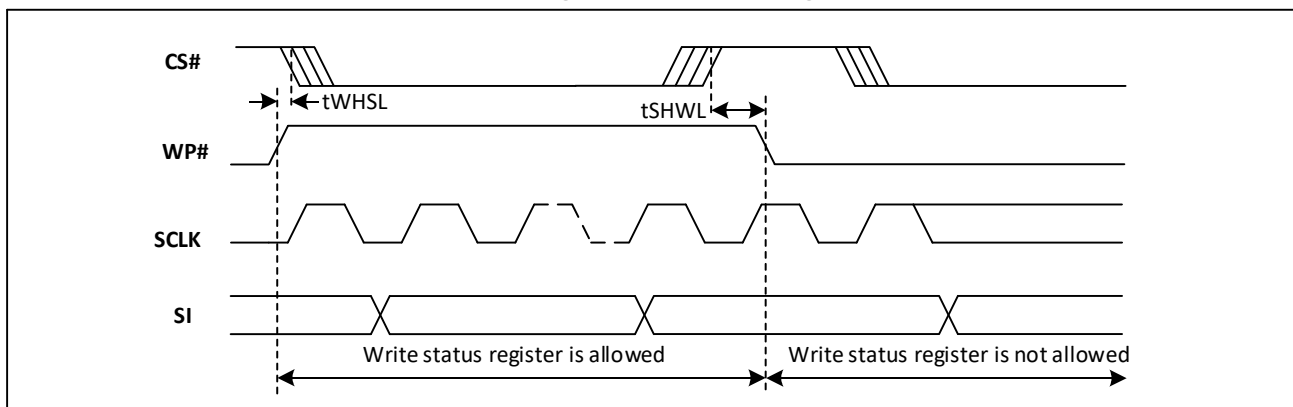 CS#
tWHSL
tSHWL
WP#
SCLK
SI
Write status register is allowed
Write status register is not allowed